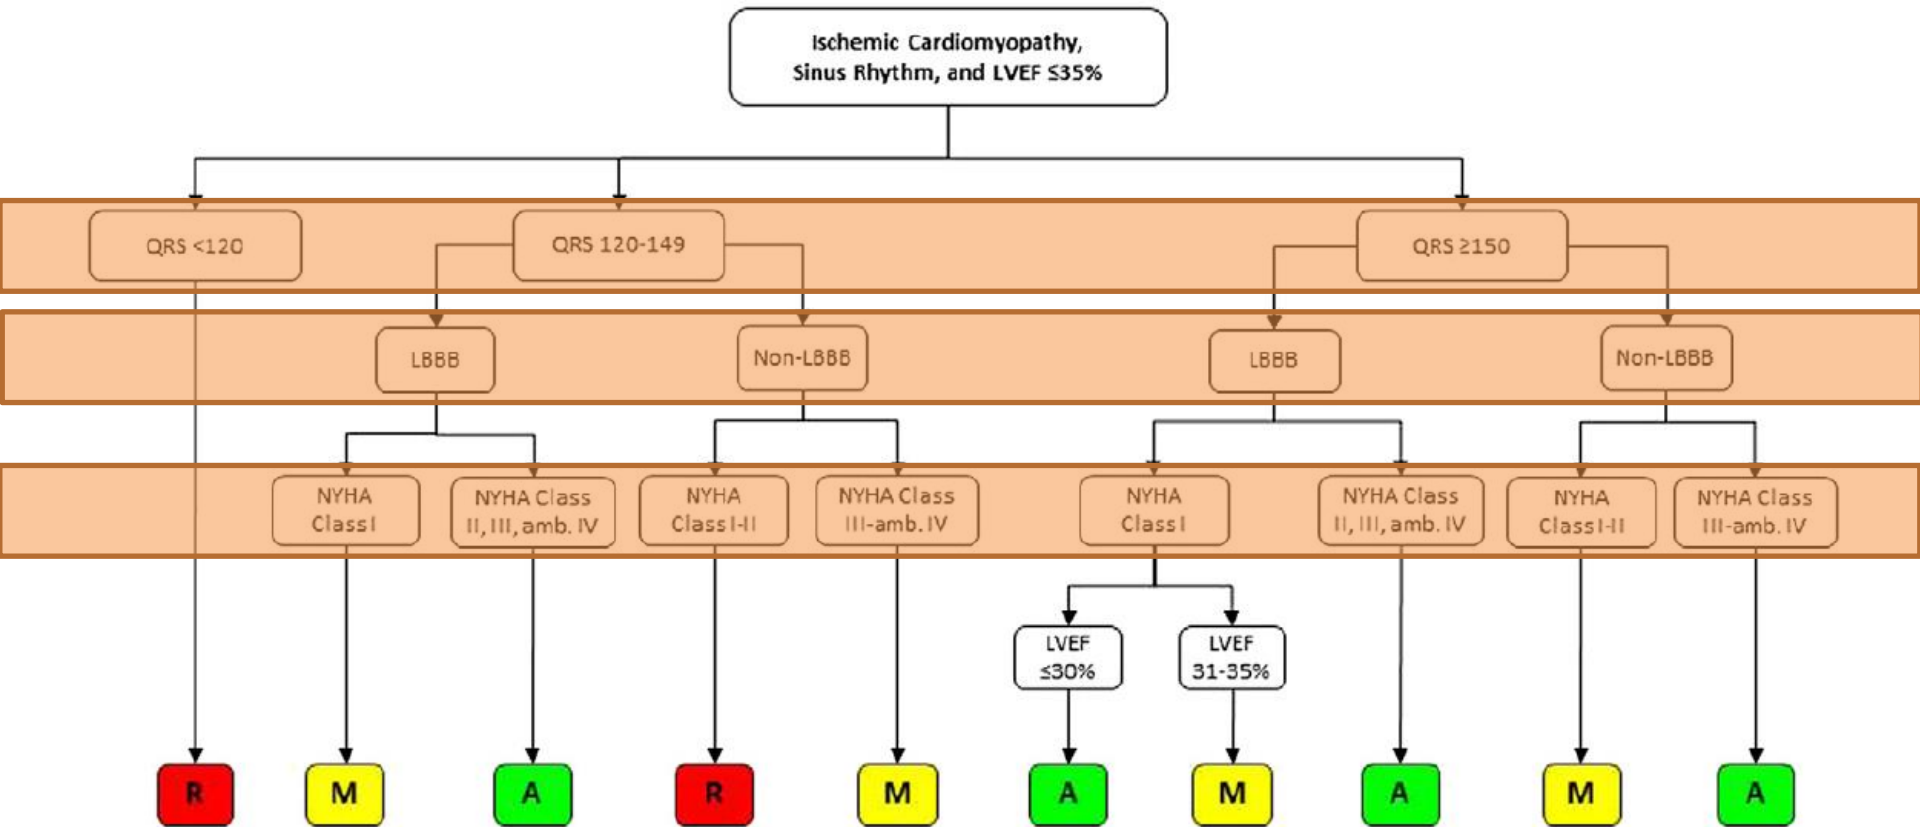 Ischemic Cardiomyopathy,
Sinus Rhythm, and LVEF ≤35%
QRS <120
QRS 120-149
QRS ≥150
LBBB
Non-LBBB
LBBB
Non-LBBB
NYHA
Class I
NYHA Class
II, III, amb. IV
NYHA
Class I-II
NYHA Class
III-amb. IV
NYHA
Class I
NYHA Class
II, III, amb. IV
NYHA
Class I-II
NYHA Class
III-amb. IV
LVEF
≤30%
LVEF
31-35%
R
M
A
R
M
A
M
A
M
A